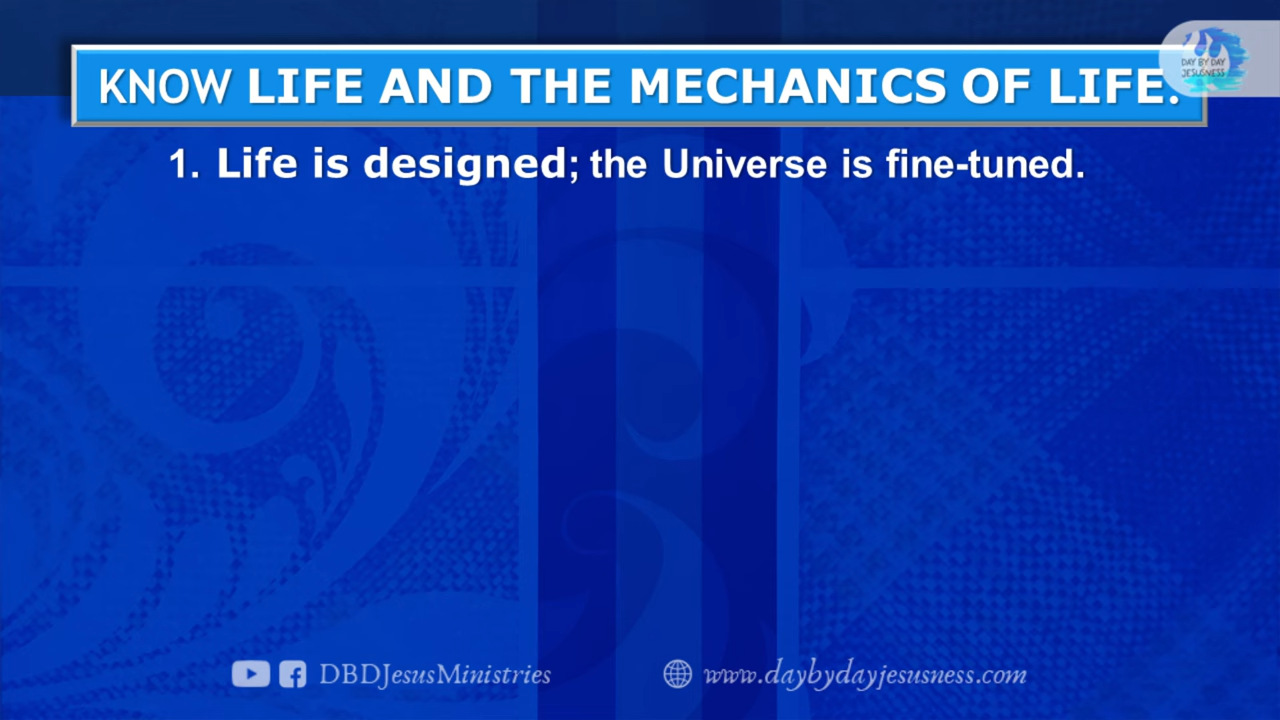 KNOW LIFE AND THE MECHANICS OF LIFE.
DAY BY DAY
JESUSNESS
1. Life is designed; the Universe is fine-tuned.
DBDJesusMinistries
www.daybydayjesusness.com